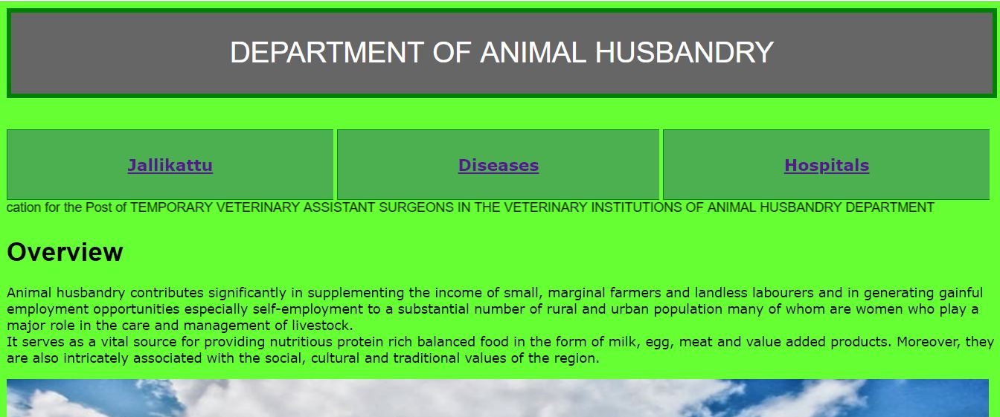 DEPARTMENT OF ANIMAL HUSBANDRY
Jallikattu
Diseases
Hospitals
cation for the Post of TEMPORARY VETERINARY ASSISTANT SURGEONS IN THE VETERINARY INSTITUTIONS OF ANIMAL HUSBANDRY DEPARTMENT
Overview
Animal husbandry contributes significantly in supplementing the income of small, marginal farmers and landless labourers and in generating gainful
employment opportunities especially self-employment to a substantial number of rural and urban population many of whom are women who play a
major role in the care and management of livestock.
It serves as a vital source for providing nutritious protein rich balanced food in the form of milk, egg, meat and value added products. Moreover, they
are also intricately associated with the social, cultural and traditional values of the region.